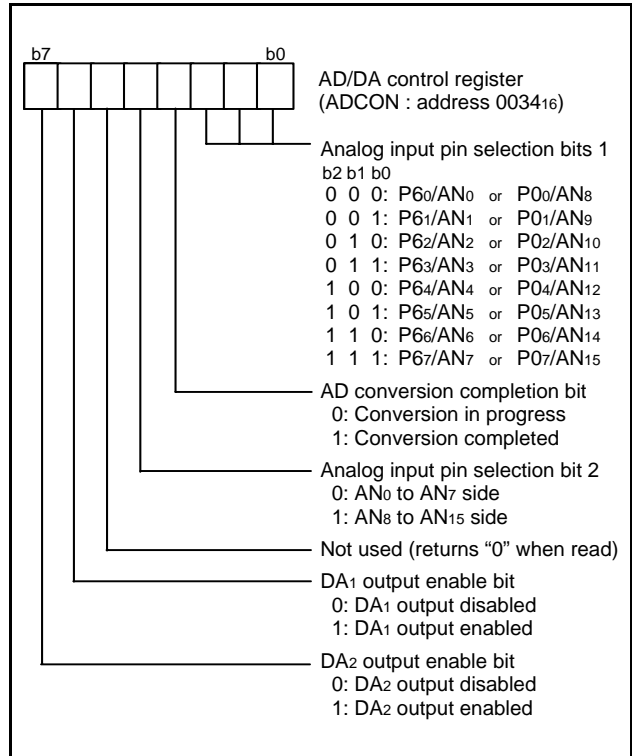 b7 b0
AD/DA control register
(ADCON : address 003416)
Analog input pin selection bits 1
b2 b1 b0
0 0 0: P60/AN0 or P00/AN8
0 0 1: P61/AN1 or P01/AN9
0 1 0: P62/AN2 or P02/AN10
0 1 1: P63/AN3 or P03/AN11
1 0 0: P64/AN4 or P04/AN12
1 0 1: P65/AN5 or P05/AN13
1 1 0: P66/AN6 or P06/AN14
1 1 1: P67/AN7 or P07/AN15
AD conversion completion bit
0: Conversion in progress
1: Conversion completed
Analog input pin selection bit 2
0: AN0 to AN7 side
1: AN8 to AN15 side
Not used (returns “0” when read)
DA1 output enable bit
0: DA1 output disabled
1: DA1 output enabled
DA2 output enable bit
0: DA2 output disabled
1: DA2 output enabled